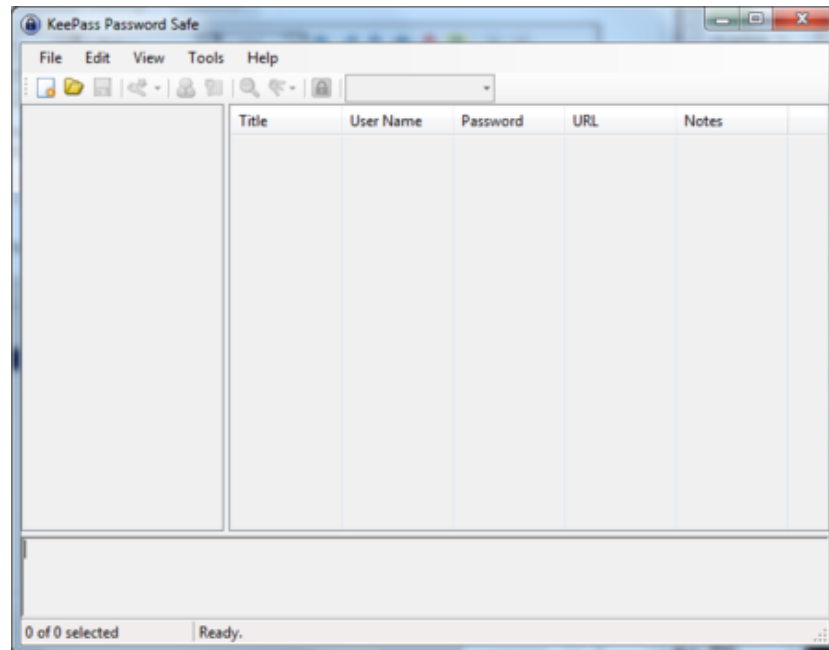 KeePass Password Safe
File Edit View Tools Help
Title User Name Password URL Notes
0 of 0 selected Ready.